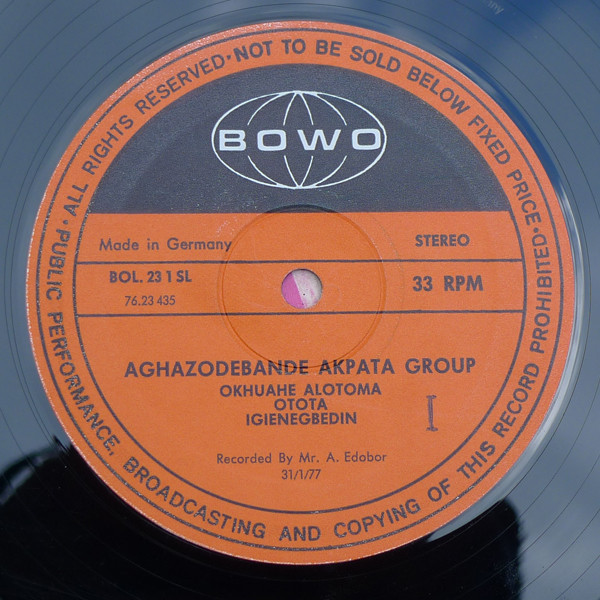 · ALL RIGHTS RESERVED · NOT TO BE SOLD BELOW FIXED PRICE ·
PUBLIC PERFORMANCE, BROADCASTING AND COPYING OF THIS RECORD PROHIBITED.
BOWO
Made in Germany
STEREO
BOL. 23 1 SL
76.23 435
33 RPM
AGHAZODEBANDE AKPATA GROUP
OKHUAHE ALOTOMA
OTOTA
IGIENEGBEDIN
I
Recorded By Mr. A. Edobor
31/1/77